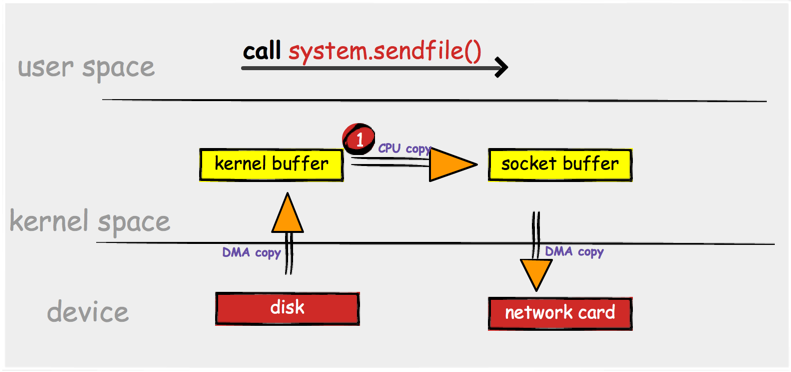 call system.sendfile()
user space
1
CPU copy
kernel buffer
socket buffer
kernel space
DMA copy
DMA copy
device
disk
network card